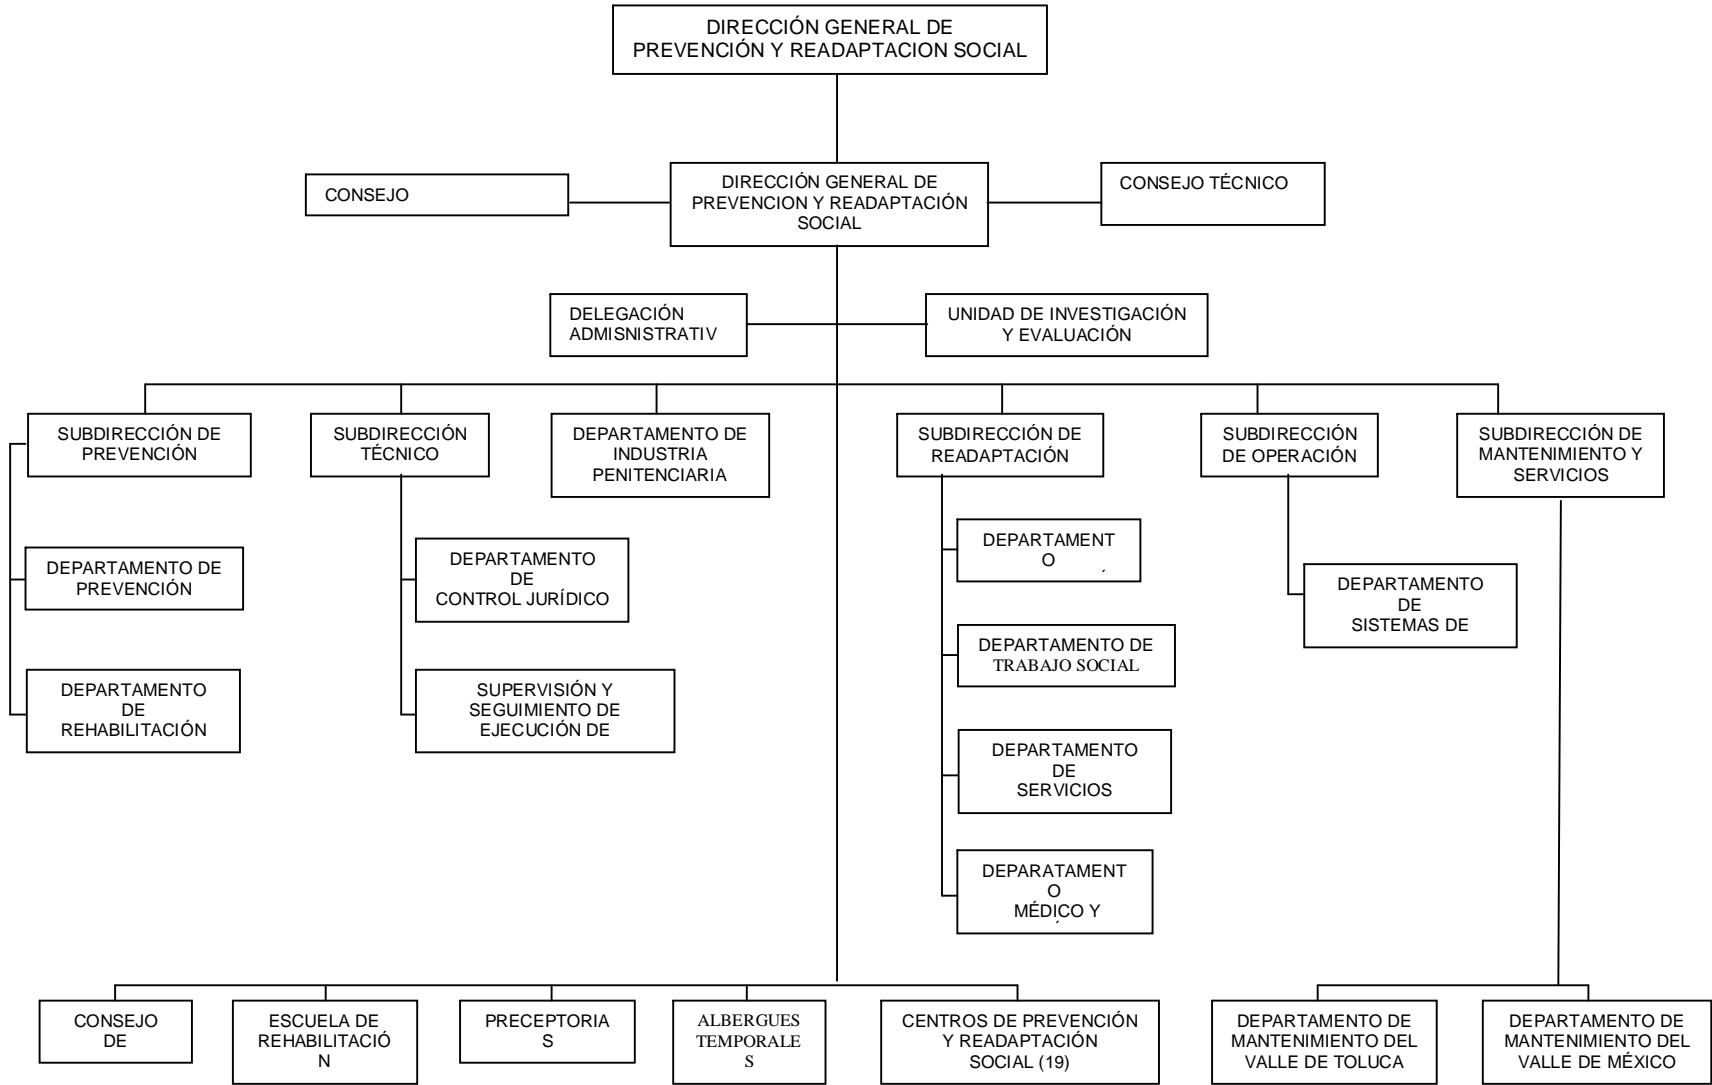 DIRECCIÓN GENERAL DE
PREVENCIÓN Y READAPTACION SOCIAL
CONSEJO
DIRECCIÓN GENERAL DE
PREVENCION Y READAPTACIÓN
SOCIAL
CONSEJO TÉCNICO
DELEGACIÓN
ADMISNISTRATIV
UNIDAD DE INVESTIGACIÓN
Y EVALUACIÓN
SUBDIRECCIÓN DE
PREVENCIÓN
SUBDIRECCIÓN
TÉCNICO
DEPARTAMENTO DE
INDUSTRIA
PENITENCIARIA
SUBDIRECCIÓN DE
READAPTACIÓN
SUBDIRECCIÓN
DE OPERACIÓN
SUBDIRECCIÓN DE
MANTENIMIENTO Y
SERVICIOS
DEPARTAMENTO DE
PREVENCIÓN
DEPARTAMENTO
DE
REHABILITACIÓN
DEPARTAMENTO
DE
CONTROL JURÍDICO
SUPERVISIÓN Y
SEGUIMIENTO DE
EJECUCIÓN DE
DEPARTAMENT
O
DEPARTAMENTO DE
TRABAJO SOCIAL
DEPARTAMENTO
DE
SERVICIOS
DEPARATAMENT
O
MÉDICO Y
DEPARTAMENTO
DE
SISTEMAS DE
CONSEJO
DE
ESCUELA DE
REHABILITACIÓ
N
PRECEPTORIA
S
ALBERGUES
TEMPORALE
S
CENTROS DE PREVENCIÓN
Y READAPTACIÓN
SOCIAL (19)
DEPARTAMENTO DE
MANTENIMIENTO DEL
VALLE DE TOLUCA
DEPARTAMENTO DE
MANTENIMIENTO DEL
VALLE DE MÉXICO